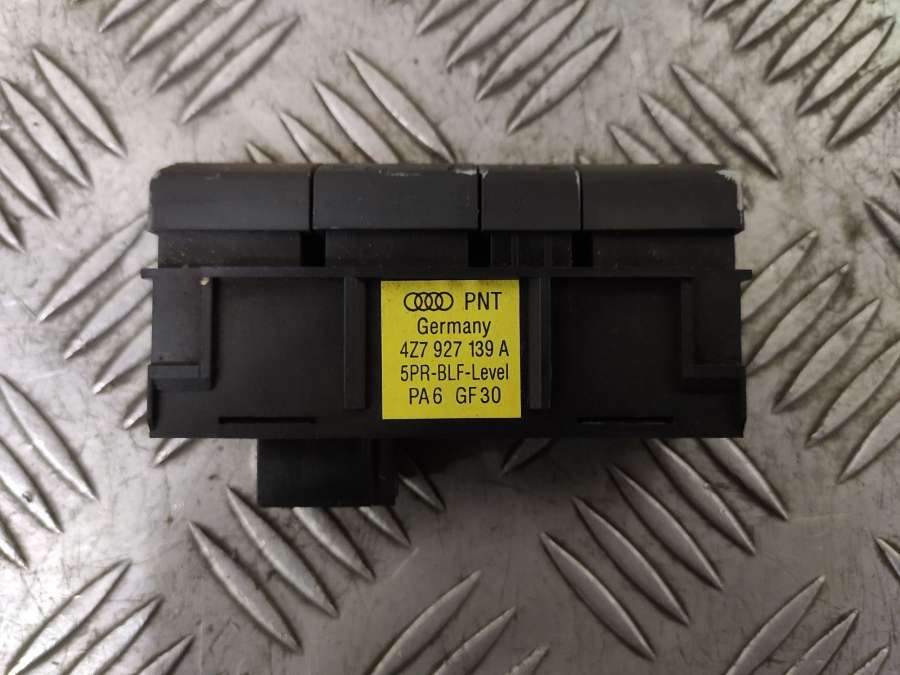 PNT
Germany
4Z7 927 139 A
5PR-BLF-Level
PA6 GF30